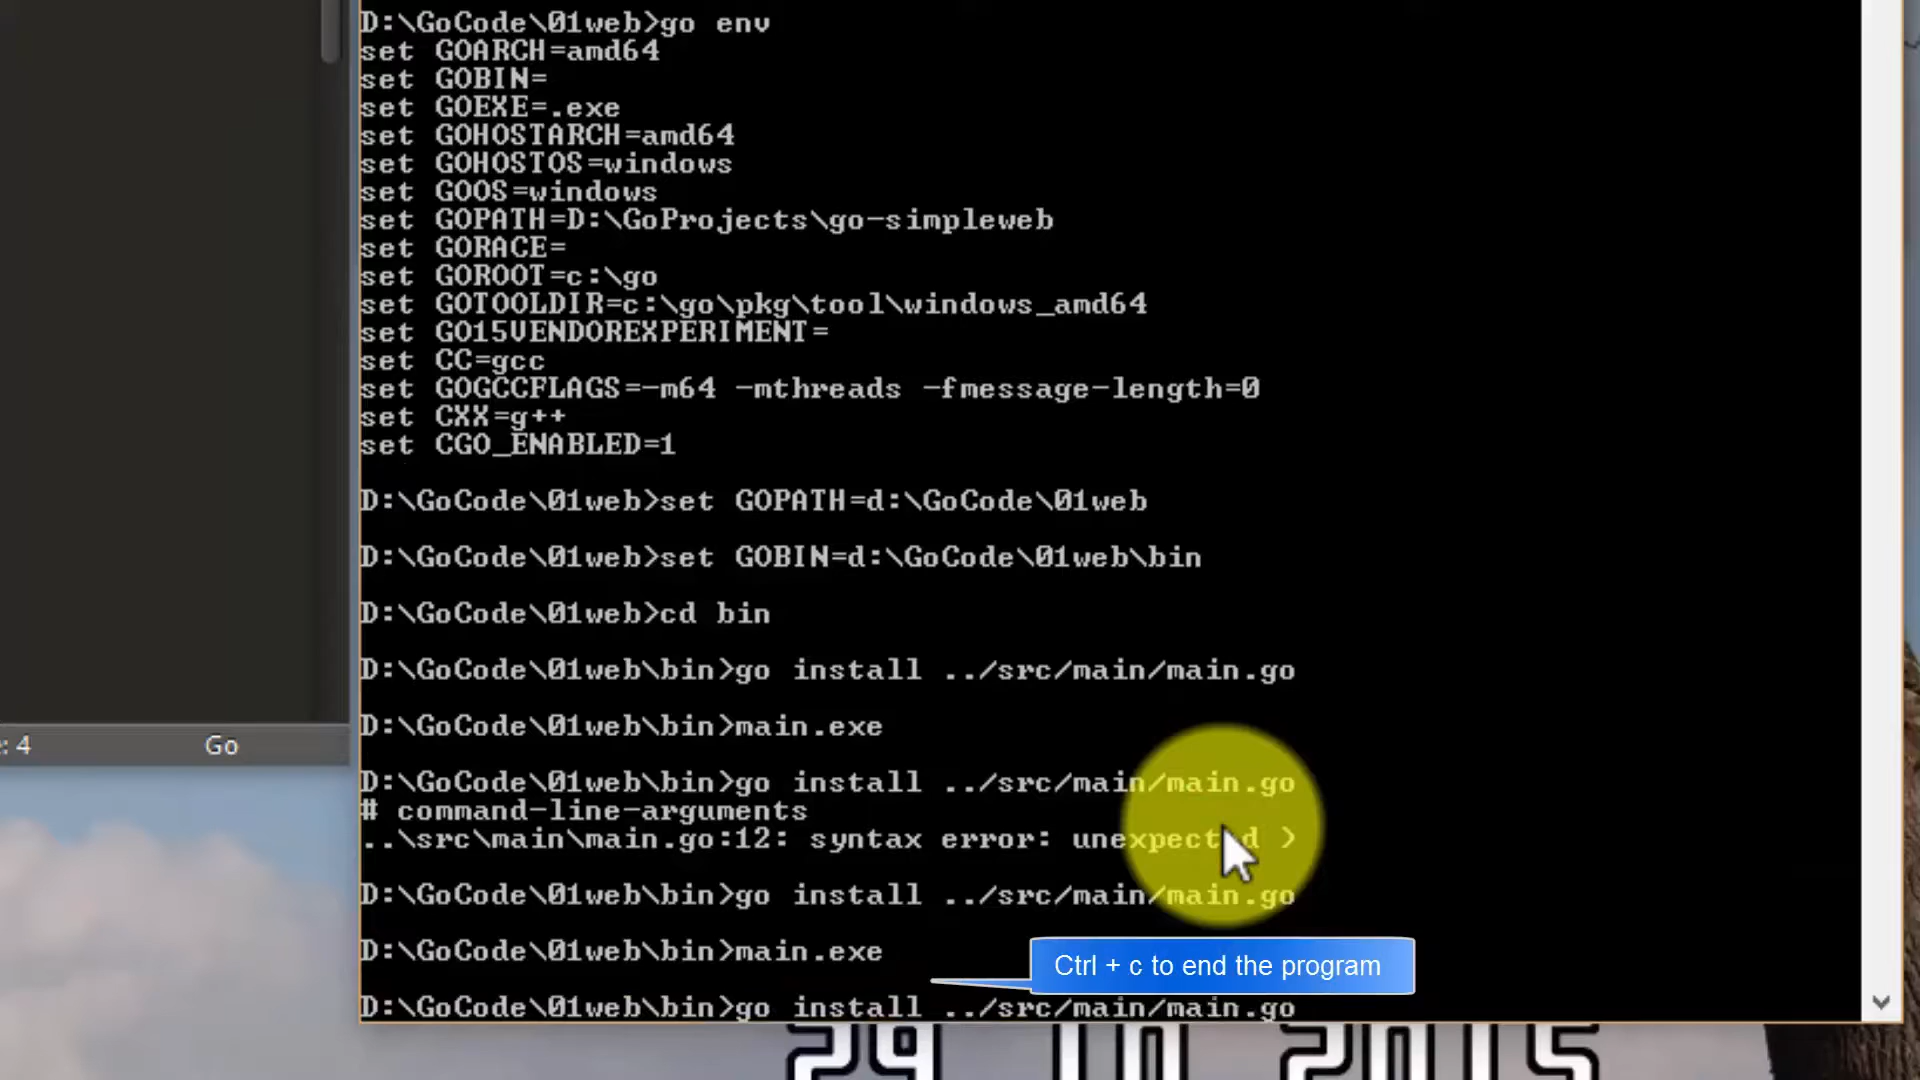 D:\GoCode\01web>go env
set GOARCH=amd64
set GOBIN=
set GOEXE=.exe
set GOHOSTARCH=amd64
set GOHOSTOS=windows
set GOOS=windows
set GOPATH=D:\GoProjects\go-simpleweb
set GORACE=
set GOROOT=c:\go
set GOTOOLDIR=c:\go\pkg\tool\windows_amd64
set GO15VENDOREXPERIMENT=
set CC=gcc
set GOGCCFLAGS=-m64 -mthreads -fmessage-length=0
set CXX=g++
set CGO_ENABLED=1
D:\GoCode\01web>set GOPATH=d:\GoCode\01web
D:\GoCode\01web>set GOBIN=d:\GoCode\01web\bin
D:\GoCode\01web>cd bin
D:\GoCode\01web\bin>go install ../src/main/main.go
D:\GoCode\01web\bin>main.exe
D:\GoCode\01web\bin>go install ../src/main/main.go
# command-line-arguments
..\src\main\main.go:12: syntax error: unexpected )
D:\GoCode\01web\bin>go install ../src/main/main.go
D:\GoCode\01web\bin>main.exe
Ctrl + c to end the program
D:\GoCode\01web\bin>go install ../src/main/main.go
: 4
Go
29 10 2015